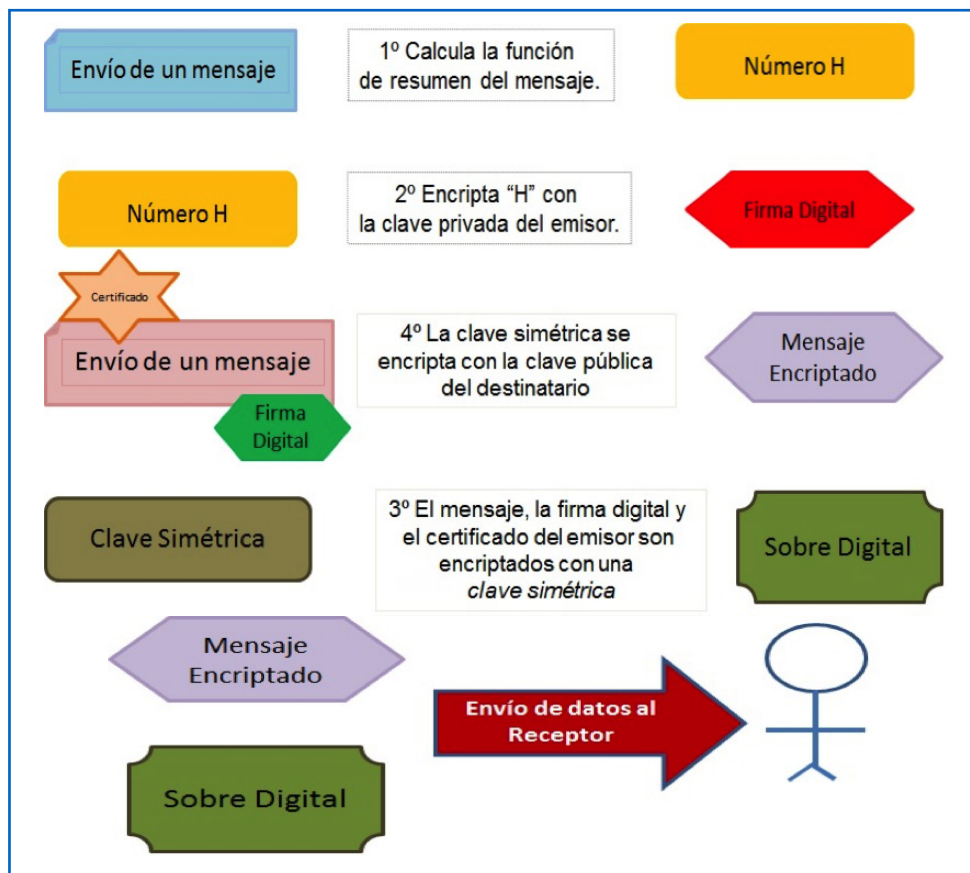 Envío de un mensaje
1º Calcula la función
de resumen del mensaje.
Número H
Número H
2º Encripta “H” con
la clave privada del emisor.
Firma Digital
Certificado
Envío de un mensaje
Firma
Digital
4º La clave simétrica se
encripta con la clave pública
del destinatario
Mensaje
Encriptado
Clave Simétrica
3º El mensaje, la firma digital y
el certificado del emisor son
encriptados con una
clave simétrica
Sobre Digital
Mensaje
Encriptado
Envío de datos al
Receptor
Sobre Digital